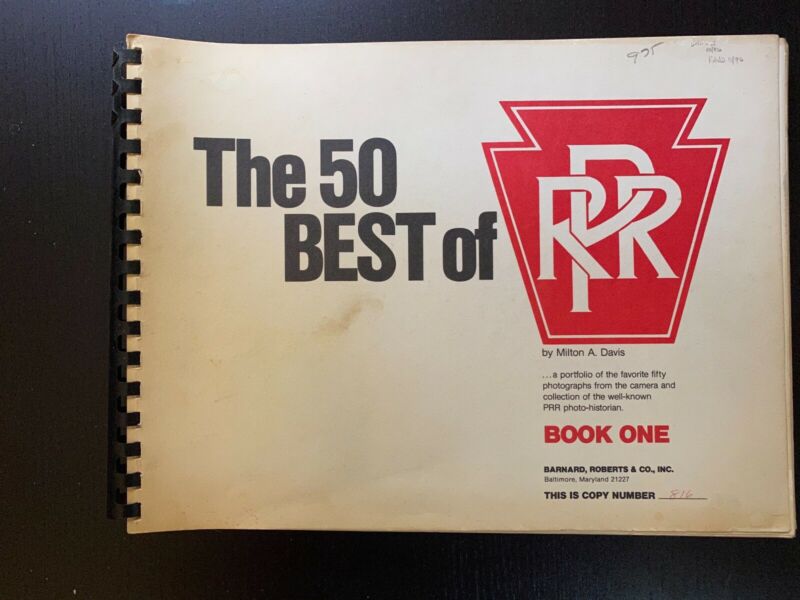 925
The 50
BEST of
PRR
by Milton A. Davis
...a portfolio of the favorite fifty
photographs from the camera and
collection of the well-known
PRR photo-historian.
BOOK ONE
BARNARD, ROBERTS & CO., INC.
Baltimore, Maryland 21227
THIS IS COPY NUMBER 816